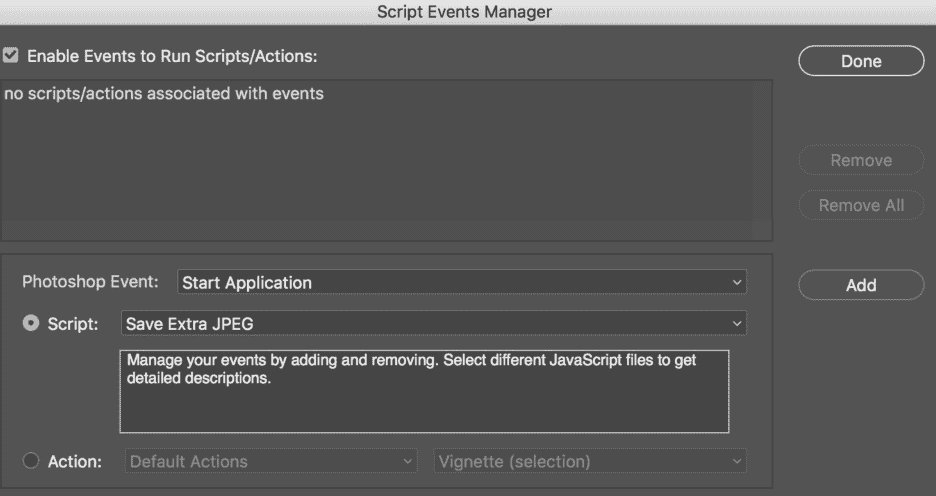 Script Events Manager
Enable Events to Run Scripts/Actions:
Done
no scripts/actions associated with events
Remove
Remove All
Photoshop Event: Start Application
Add
Script: Save Extra JPEG
Manage your events by adding and removing. Select different JavaScript files to get
detailed descriptions.
Action: Default Actions Vignette (selection)